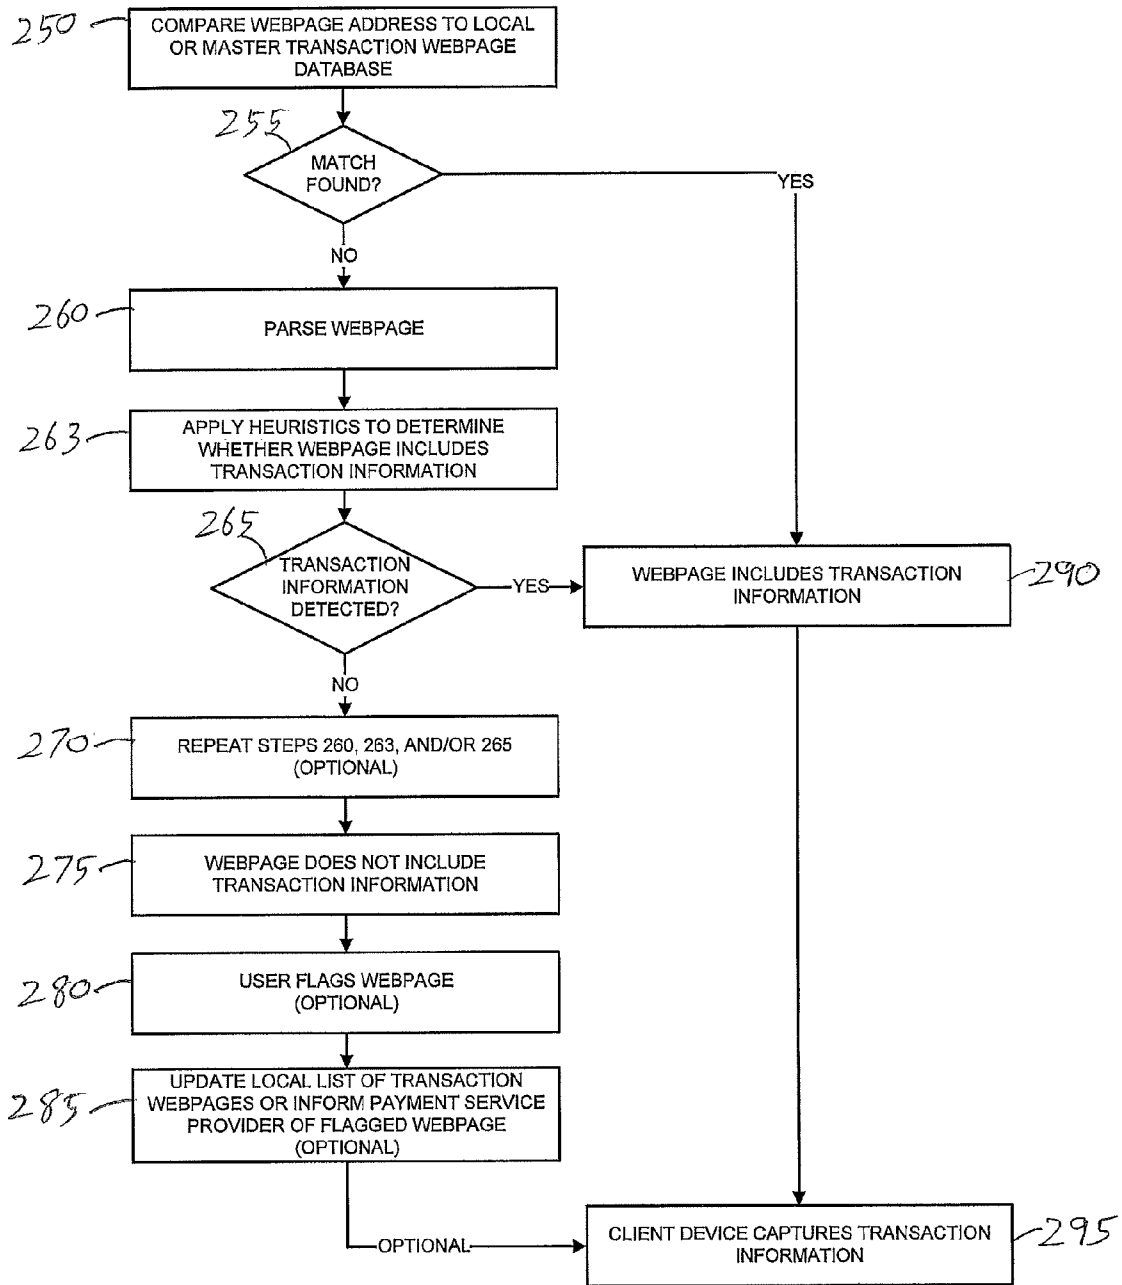 250
COMPARE WEBPAGE ADDRESS TO LOCAL
OR MASTER TRANSACTION WEBPAGE
DATABASE
255
MATCH
FOUND?
YES
NO
260
PARSE WEBPAGE
263
APPLY HEURISTICS TO DETERMINE
WHETHER WEBPAGE INCLUDES
TRANSACTION INFORMATION
265
TRANSACTION
INFORMATION
DETECTED?
YES
WEBPAGE INCLUDES TRANSACTION
INFORMATION
290
NO
270
REPEAT STEPS 260, 263, AND/OR 265
(OPTIONAL)
275
WEBPAGE DOES NOT INCLUDE
TRANSACTION INFORMATION
280
USER FLAGS WEBPAGE
(OPTIONAL)
285
UPDATE LOCAL LIST OF TRANSACTION
WEBPAGES OR INFORM PAYMENT SERVICE
PROVIDER OF FLAGGED WEBPAGE
(OPTIONAL)
OPTIONAL
CLIENT DEVICE CAPTURES TRANSACTION
INFORMATION
295